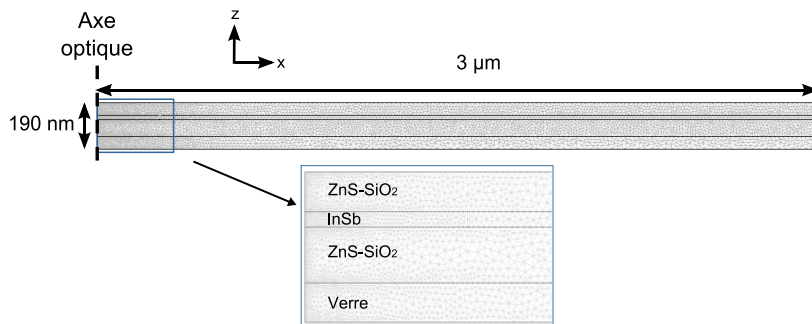 Axe
optique
z
x
3 µm
190 nm
ZnS-SiO₂
InSb
ZnS-SiO₂
Verre